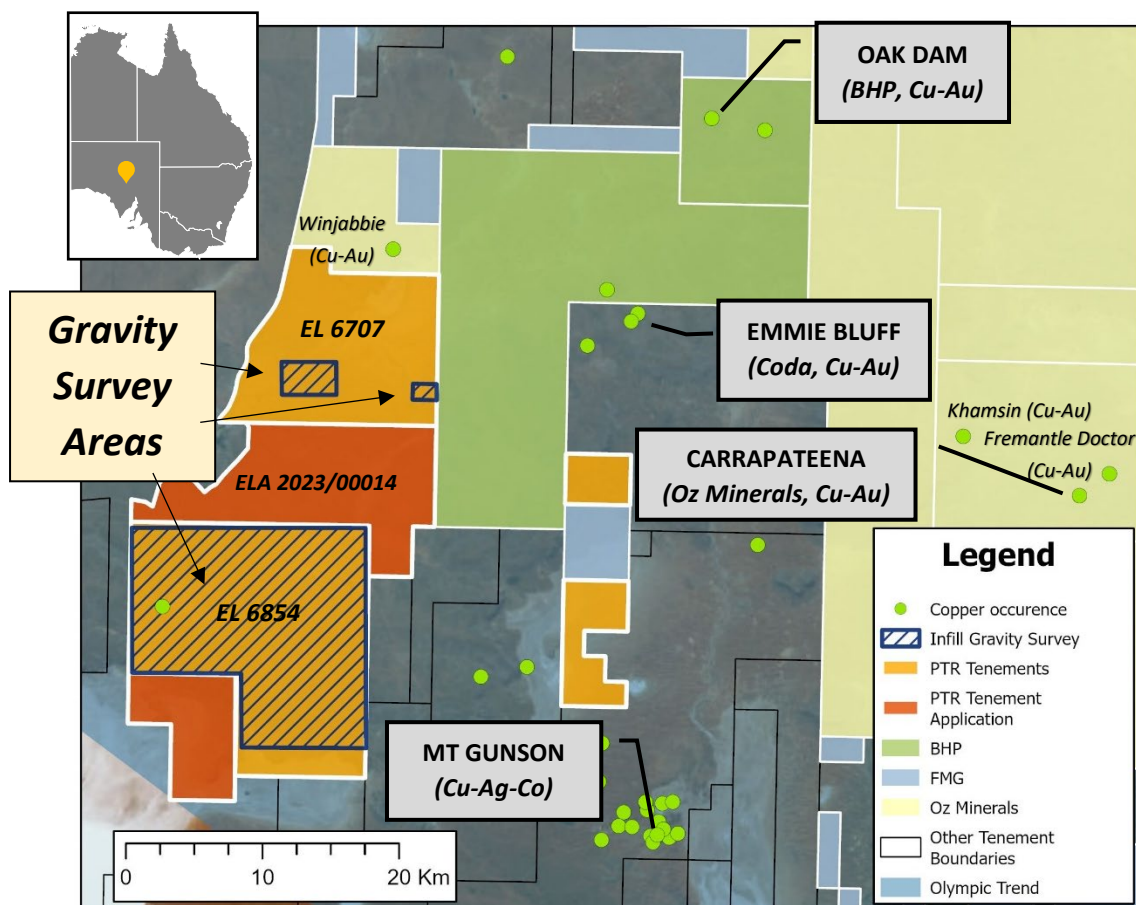 OAK DAM
(BHP, Cu-Au)
Winjabbie
(Cu-Au)
Gravity
Survey
Areas
EL 6707
EMMIE BLUFF
(Coda, Cu-Au)
Khamsin (Cu-Au)
Fremantle Doctor
(Cu-Au)
CARRAPATEENA
(Oz Minerals, Cu-Au)
ELA 2023/00014
EL 6854
MT GUNSON
(Cu-Ag-Co)
Legend
Copper occurence
Infill Gravity Survey
PTR Tenements
PTR Tenement
Application
BHP
FMG
Oz Minerals
Other Tenement
Boundaries
Olympic Trend
0 10 20 Km